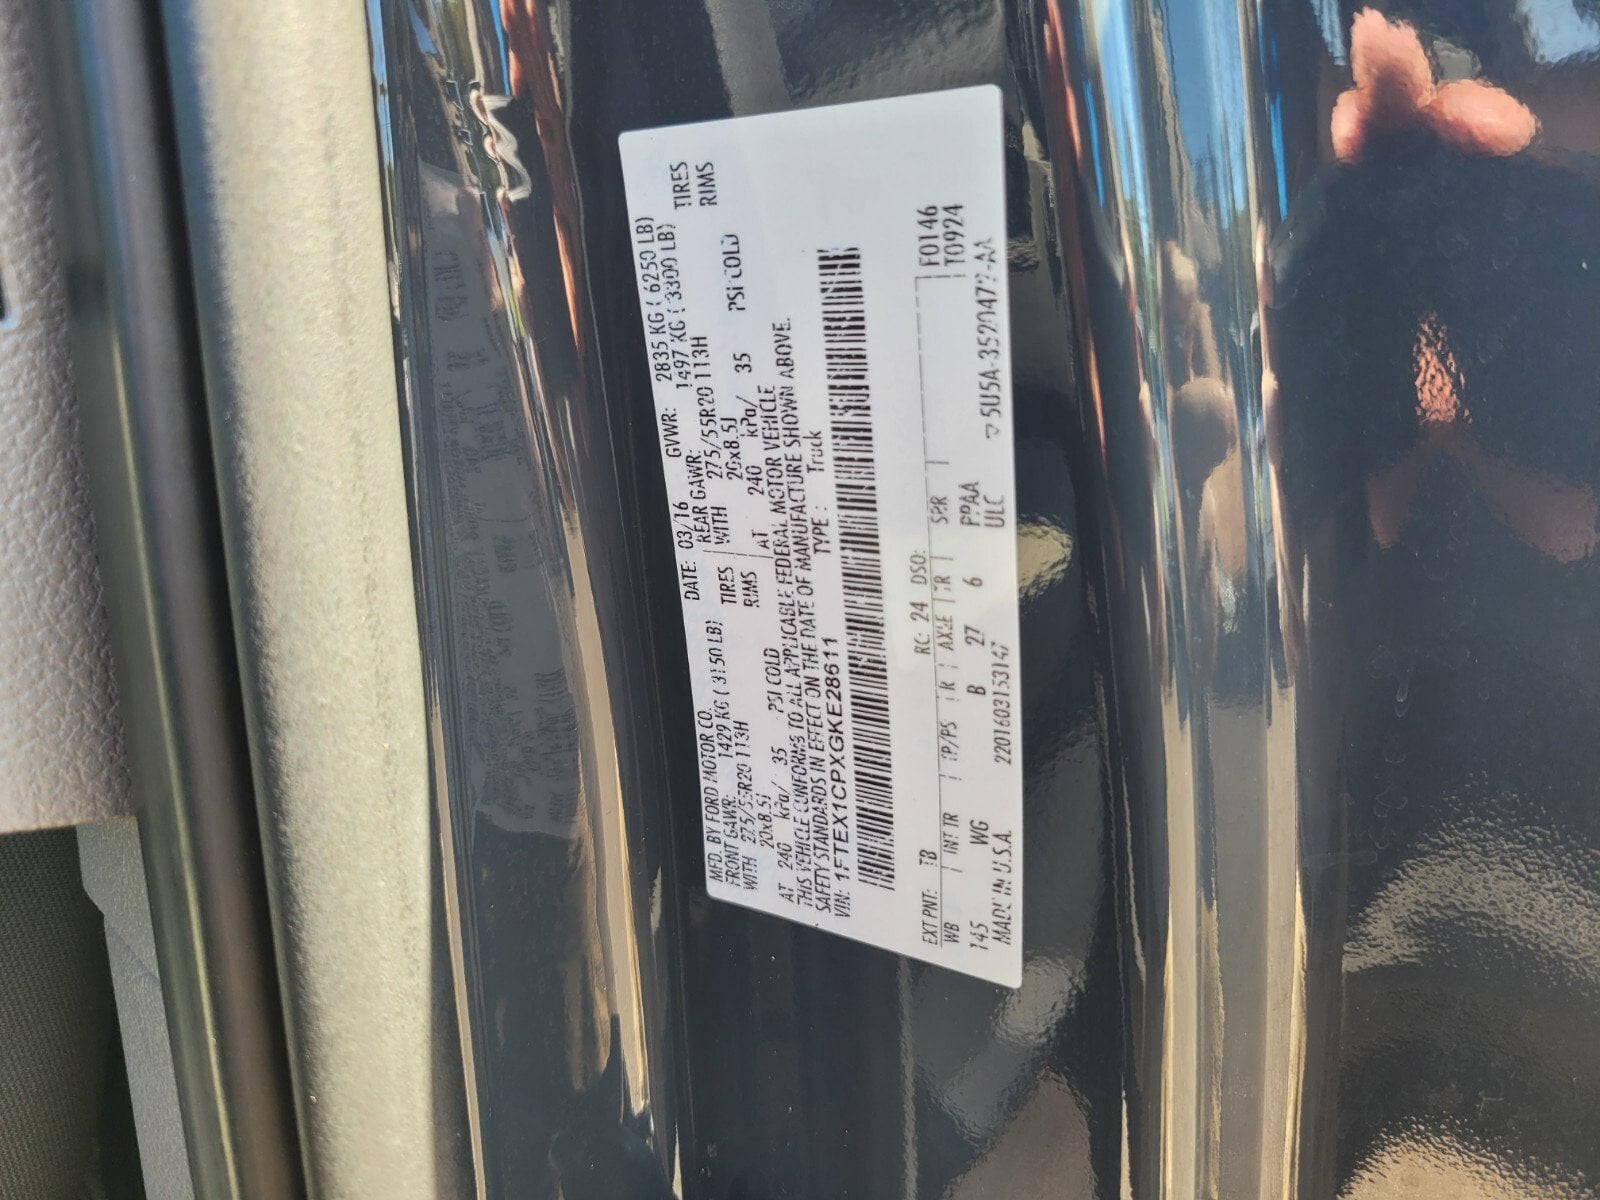 MFD. BY FORD MOTOR CO. DATE: 03/16 GVWR: 2835 KG ( 6250 LB)
FRONT GAWR: 1429 KG ( 3150 LB) REAR GAWR: 1497 KG ( 3300 LB)
WITH 275/55R20 113H TIRES WITH 275/55R20 113H TIRES
20x8.5J RIMS 20x8.5J RIMS
AT 240 kPa/ 35 PSI COLD AT 240 kPa/ 35 PSI COLD
THIS VEHICLE CONFORMS TO ALL APPLICABLE FEDERAL MOTOR VEHICLE
SAFETY STANDARDS IN EFFECT ON THE DATE OF MANUFACTURE SHOWN ABOVE.
VIN: 1FTEX1CPXGKE28611 TYPE : Truck
EXT PNT: TB RC: 24 DSO: F0146
WB INT TR TP/PS R AXLE TR SPR T0924
145 WG B 27 6 PPAA
MADE IN U.S.A. 2201603153147 ULC 5U5A-3520472-AA